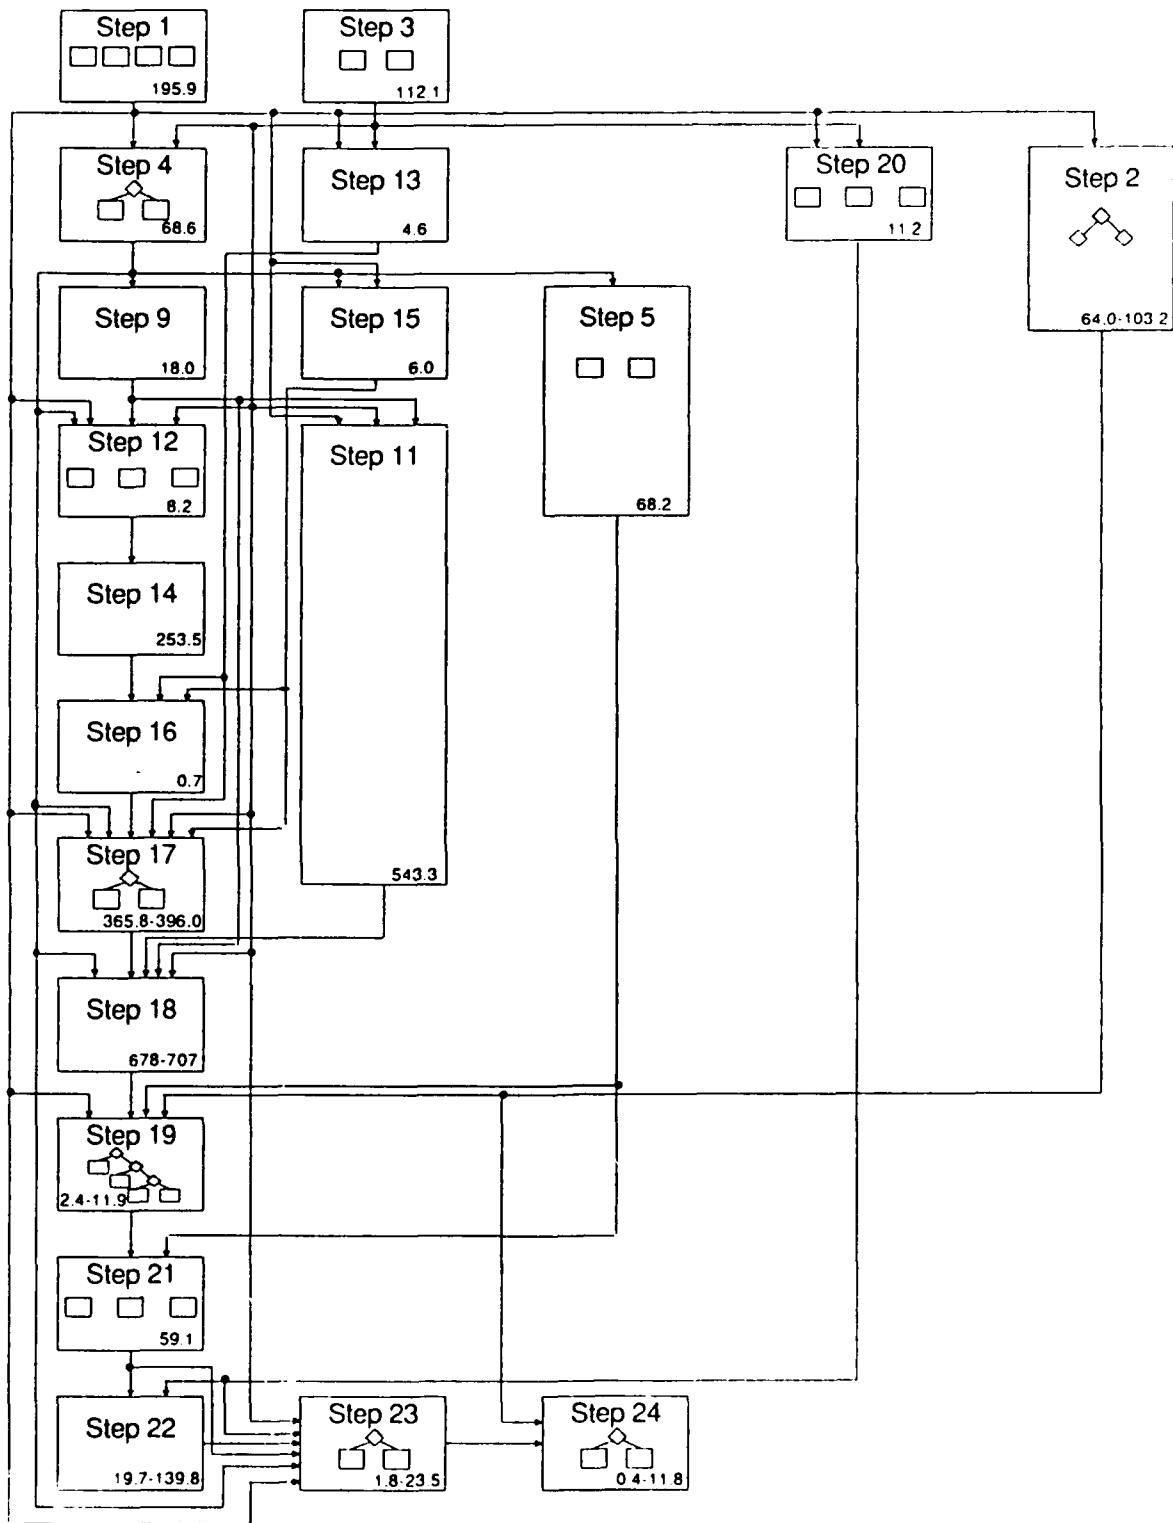 Step 1
195.9
Step 3
112.1
Step 4
68.6
Step 13
4.6
Step 20
11.2
Step 2
64.0-103.2
Step 9
18.0
Step 15
6.0
Step 5
68.2
Step 12
8.2
Step 11
543.3
Step 14
253.5
Step 16
0.7
Step 17
365.8-396.0
Step 18
678-707
Step 19
2.4-11.9
Step 21
59.1
Step 22
19.7-139.8
Step 23
1.8-23.5
Step 24
0.4-11.8